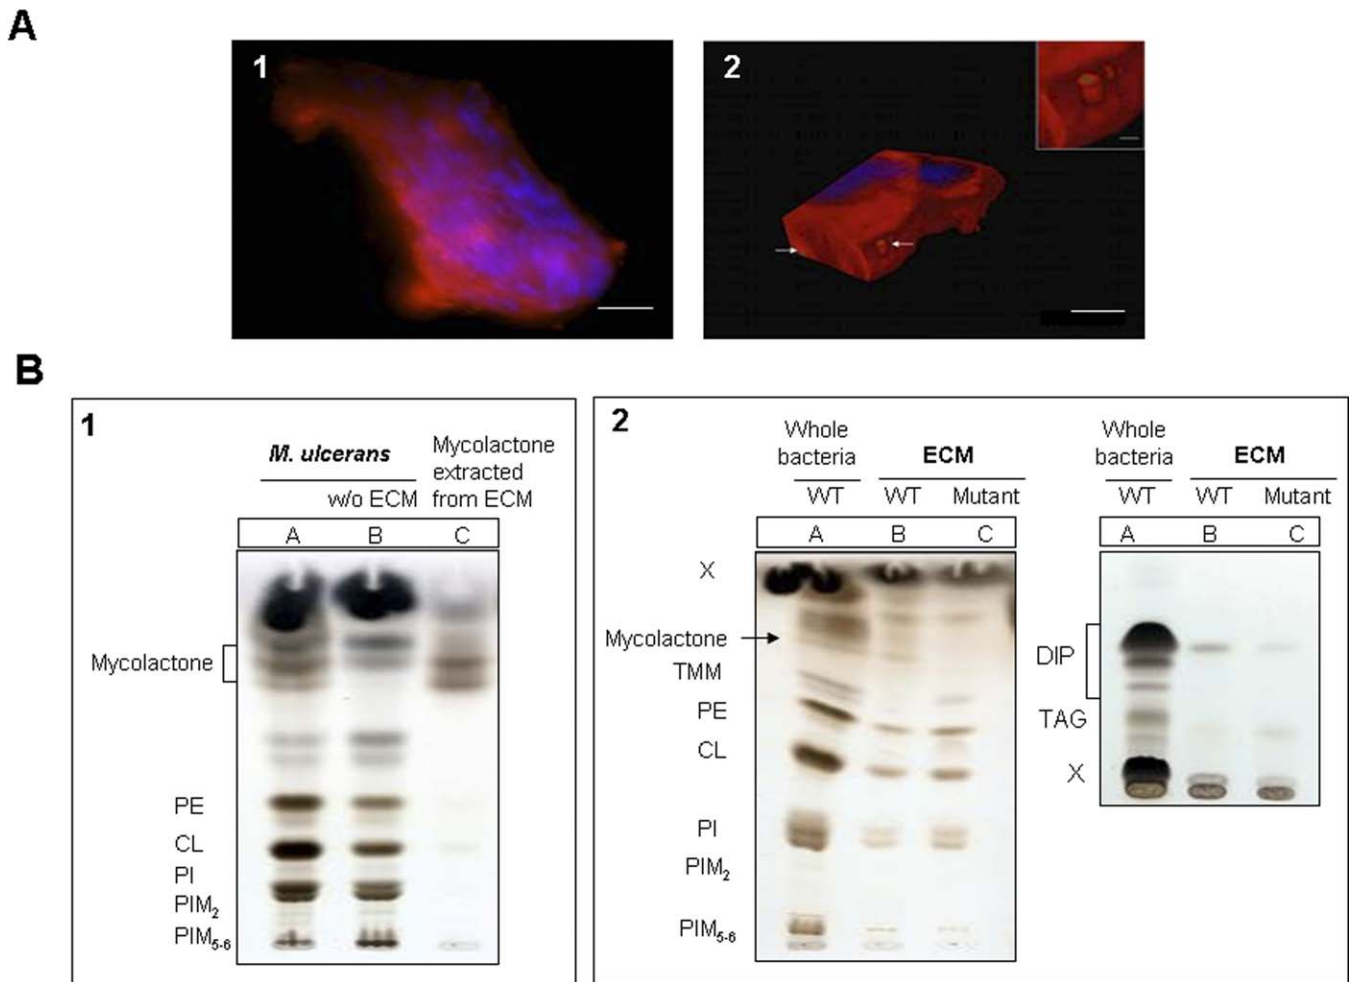 A
1
2
B
1
M. ulcerans
w/o ECM
Mycolactone
extracted
from ECM
A B C
Mycolactone
PE
CL
PI
PIM2
PIM5-6
2
Whole
bacteria
ECM
WT WT Mutant
A B C
X
Mycolactone
TMM
PE
CL
PI
PIM2
PIM5-6
Whole
bacteria
ECM
WT WT Mutant
A B C
DIP
TAG
X